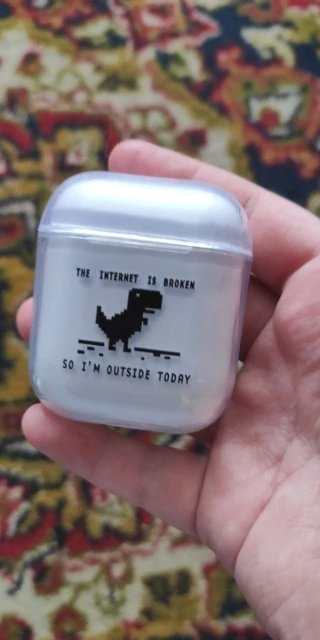 THE INTERNET IS BROKEN
SO I'M OUTSIDE TODAY